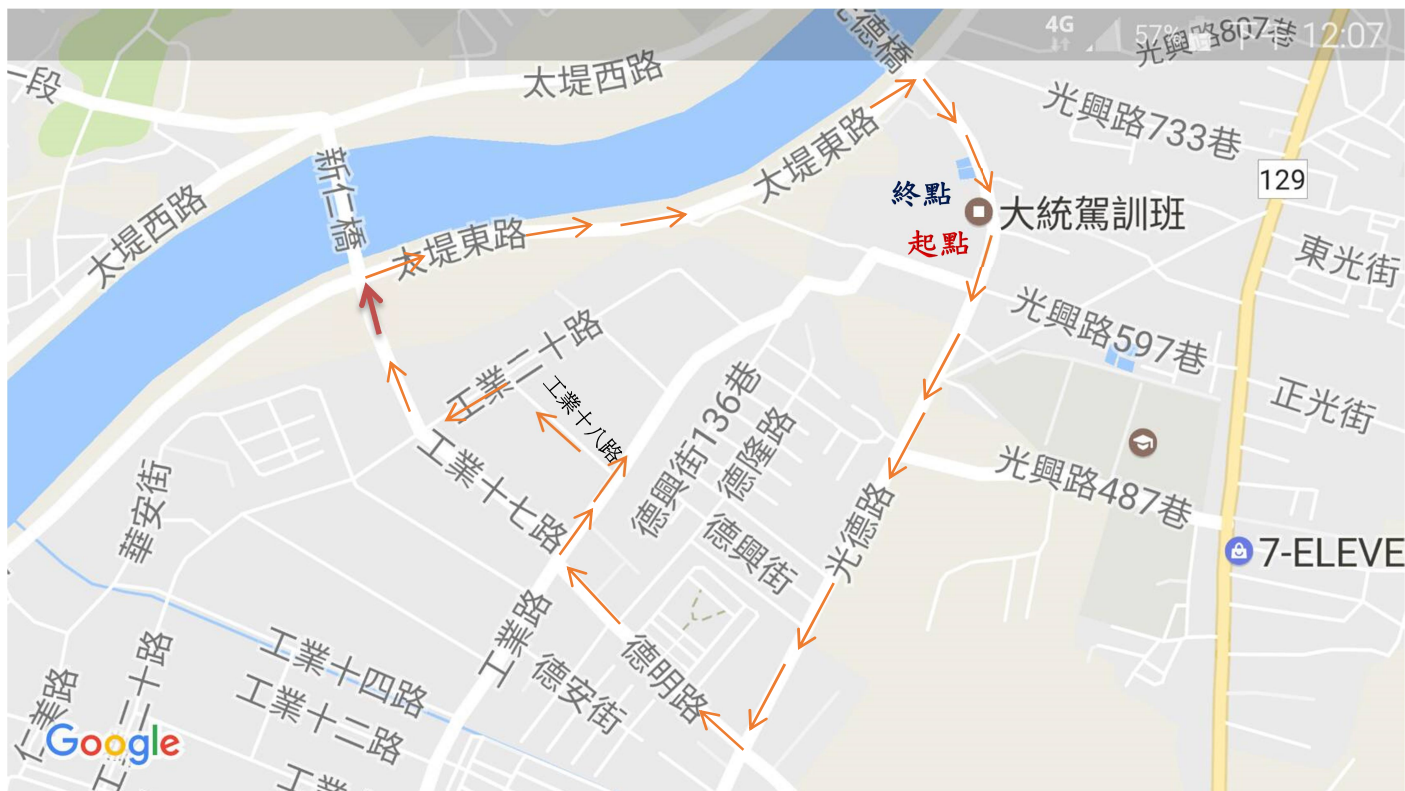 4G 57% 下午 12:07
光興路807巷
一段
太堤西路
光德橋
光興路733巷
太堤東路
129
新仁橋
終點
大統駕訓班
起點
太堤西路
太堤東路
東光街
光興路597巷
工業二十路
工業十八路
正光街
德興街136巷
德隆路
工業十七路
光興路487巷
華安街
德興街
光德路
7-ELEVE
工業路
德明路
德安街
工業十四路
工業二十路
工業十二路
仁美路
Google